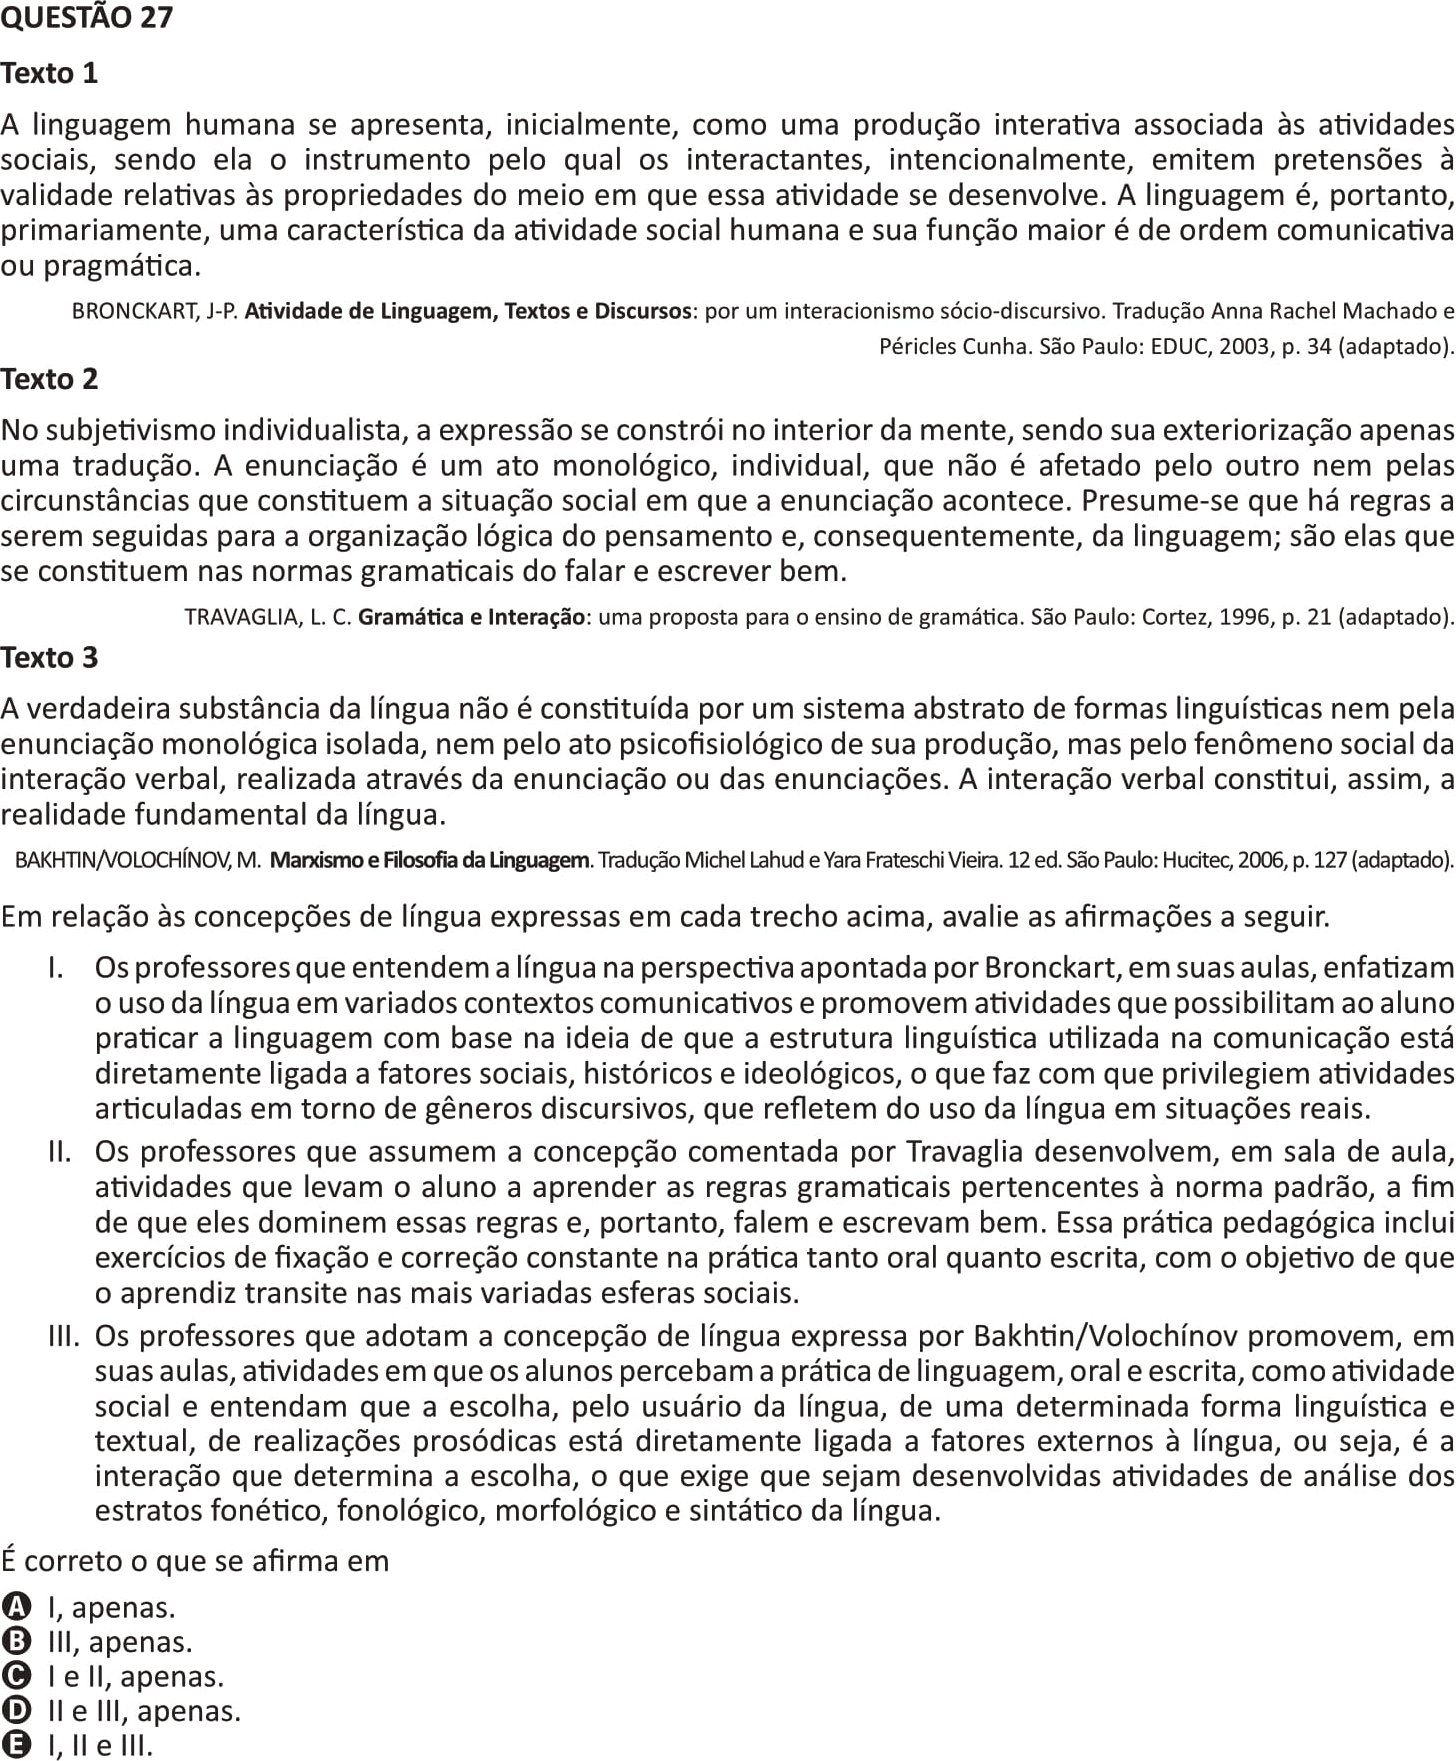 QUESTÃO 27
Texto 1
A linguagem humana se apresenta, inicialmente, como uma produção interativa associada às atividades
sociais, sendo ela o instrumento pelo qual os interactantes, intencionalmente, emitem pretensões à
validade relativas às propriedades do meio em que essa atividade se desenvolve. A linguagem é, portanto,
primariamente, uma característica da atividade social humana e sua função maior é de ordem comunicativa
ou pragmática.
BRONCKART, J-P. Atividade de Linguagem, Textos e Discursos: por um interacionismo sócio-discursivo. Tradução Anna Rachel Machado e
Péricles Cunha. São Paulo: EDUC, 2003, p. 34 (adaptado).
Texto 2
No subjetivismo individualista, a expressão se constrói no interior da mente, sendo sua exteriorização apenas
uma tradução. A enunciação é um ato monológico, individual, que não é afetado pelo outro nem pelas
circunstâncias que constituem a situação social em que a enunciação acontece. Presume-se que há regras a
serem seguidas para a organização lógica do pensamento e, consequentemente, da linguagem; são elas que
se constituem nas normas gramaticais do falar e escrever bem.
TRAVAGLIA, L. C. Gramática e Interação: uma proposta para o ensino de gramática. São Paulo: Cortez, 1996, p. 21 (adaptado).
Texto 3
A verdadeira substância da língua não é constituída por um sistema abstrato de formas linguísticas nem pela
enunciação monológica isolada, nem pelo ato psicofisiológico de sua produção, mas pelo fenômeno social da
interação verbal, realizada através da enunciação ou das enunciações. A interação verbal constitui, assim, a
realidade fundamental da língua.
BAKHTIN/VOLOCHÍNOV, M. Marxismo e Filosofia da Linguagem. Tradução Michel Lahud e Yara Frateschi Vieira. 12 ed. São Paulo: Hucitec, 2006, p. 127 (adaptado).
Em relação às concepções de língua expressas em cada trecho acima, avalie as afirmações a seguir.
I. Os professores que entendem a língua na perspectiva apontada por Bronckart, em suas aulas, enfatizam
o uso da língua em variados contextos comunicativos e promovem atividades que possibilitam ao aluno
praticar a linguagem com base na ideia de que a estrutura linguística utilizada na comunicação está
diretamente ligada a fatores sociais, históricos e ideológicos, o que faz com que privilegiem atividades
articuladas em torno de gêneros discursivos, que refletem do uso da língua em situações reais.
II. Os professores que assumem a concepção comentada por Travaglia desenvolvem, em sala de aula,
atividades que levam o aluno a aprender as regras gramaticais pertencentes à norma padrão, a fim
de que eles dominem essas regras e, portanto, falem e escrevam bem. Essa prática pedagógica inclui
exercícios de fixação e correção constante na prática tanto oral quanto escrita, com o objetivo de que
o aprendiz transite nas mais variadas esferas sociais.
III. Os professores que adotam a concepção de língua expressa por Bakhtin/Volochínov promovem, em
suas aulas, atividades em que os alunos percebam a prática de linguagem, oral e escrita, como atividade
social e entendam que a escolha, pelo usuário da língua, de uma determinada forma linguística e
textual, de realizações prosódicas está diretamente ligada a fatores externos à língua, ou seja, é a
interação que determina a escolha, o que exige que sejam desenvolvidas atividades de análise dos
estratos fonético, fonológico, morfológico e sintático da língua.
É correto o que se afirma em
A I, apenas.
B III, apenas.
C I e II, apenas.
D II e III, apenas.
E I, II e III.